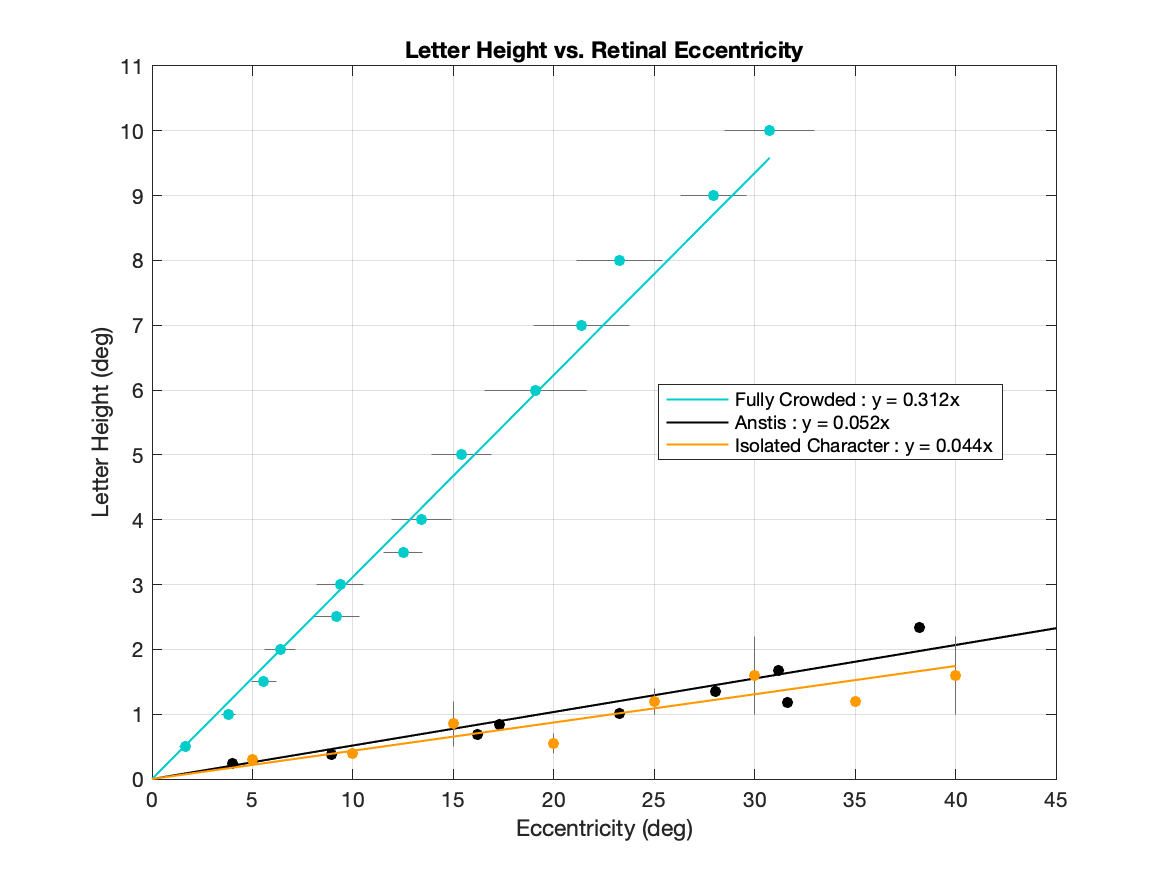 Letter Height vs. Retinal Eccentricity
11
10
9
8
7
6
5
4
3
2
1
0
Letter Height (deg)
Fully Crowded : y = 0.312x
Anstis : y = 0.052x
Isolated Character : y = 0.044x
0 5 10 15 20 25 30 35 40 45
Eccentricity (deg)